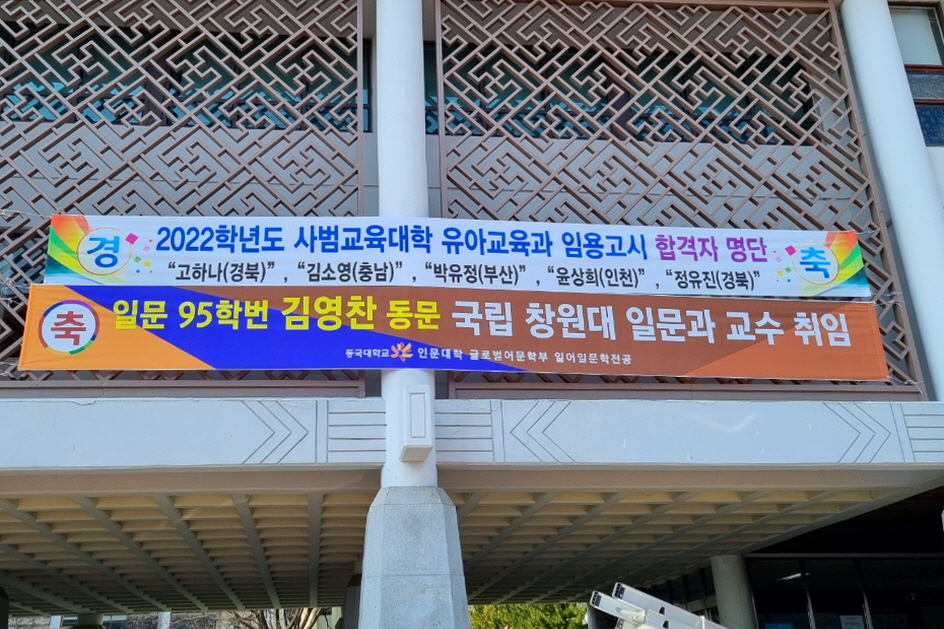 경 2022학년도 사범교육대학 유아교육과 임용고시 합격자 명단 축
“고하나(경북)”, “김소영(충남)”, “박유정(부산)”, “윤상희(인천)”, “정유진(경북)”
축 일문 95학번 김영찬 동문 국립 창원대 일문과 교수 취임
동국대학교 인문대학 글로벌어문학부 일어일문학전공